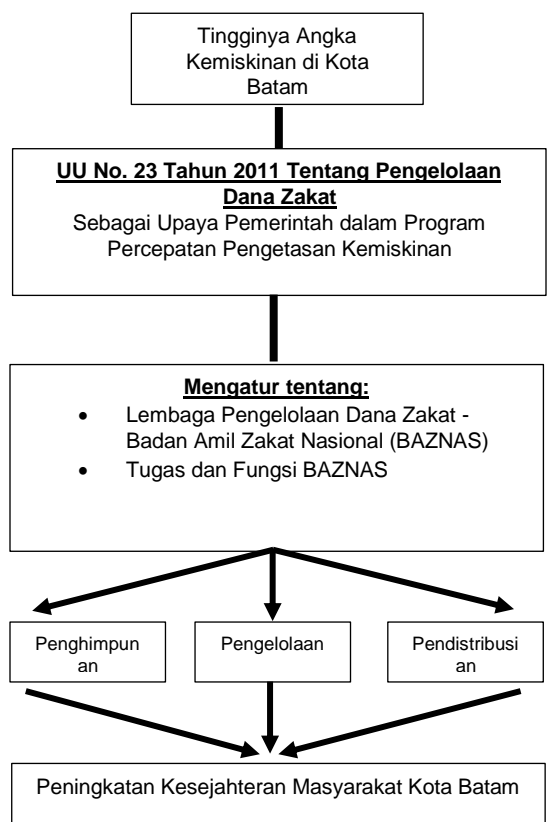 Tingginya Angka
Kemiskinan di Kota
Batam
UU No. 23 Tahun 2011 Tentang Pengelolaan
Dana Zakat
Sebagai Upaya Pemerintah dalam Program
Percepatan Pengetasan Kemiskinan
Mengatur tentang:
• Lembaga Pengelolaan Dana Zakat -
Badan Amil Zakat Nasional (BAZNAS)
• Tugas dan Fungsi BAZNAS
Penghimpun
an
Pengelolaan
Pendistribusi
an
Peningkatan Kesejahteran Masyarakat Kota Batam